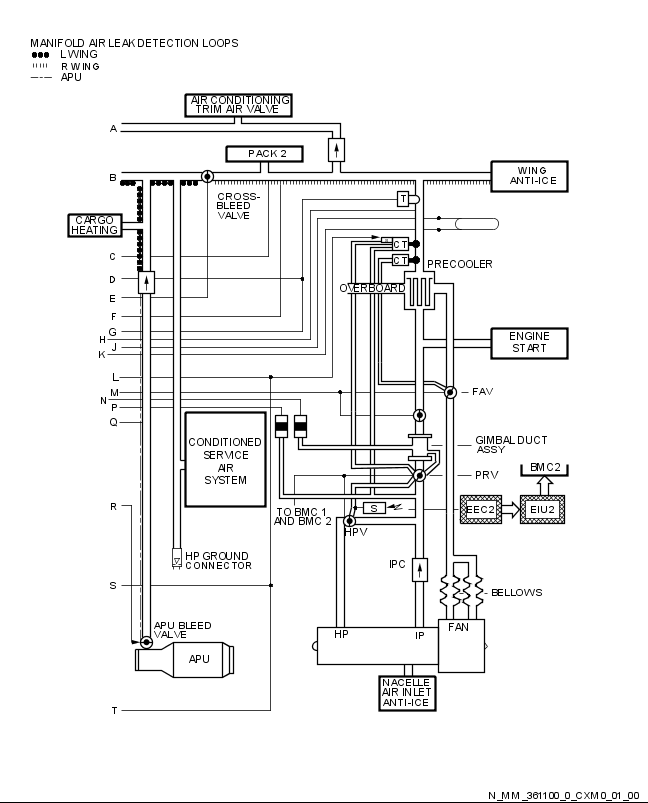 MANIFOLD AIR LEAK DETECTION LOOPS
L WING
R WING
APU
AIR CONDITIONING
TRIM AIR VALVE
A
PACK 2
B
WING
ANTI-ICE
CROSS-
BLEED
VALVE
T
CARGO
HEATING
CT
C
CT
PRECOOLER
D
OVERBOARD
E
F
G
H
ENGINE
START
J
K
L
M
FAV
N
P
Q
CONDITIONED
SERVICE
AIR
SYSTEM
GIMBAL DUCT
ASSY
BMC2
PRV
R
TO BMC 1
AND BMC 2
S
EEC2
EIU2
HPV
HP GROUND
CONNECTOR
IPC
S
BELLOWS
APU BLEED
VALVE
HP
IP
FAN
APU
NACELLE
AIR INLET
ANTI-ICE
T
N_MM_361100_0_CXM0_01_00